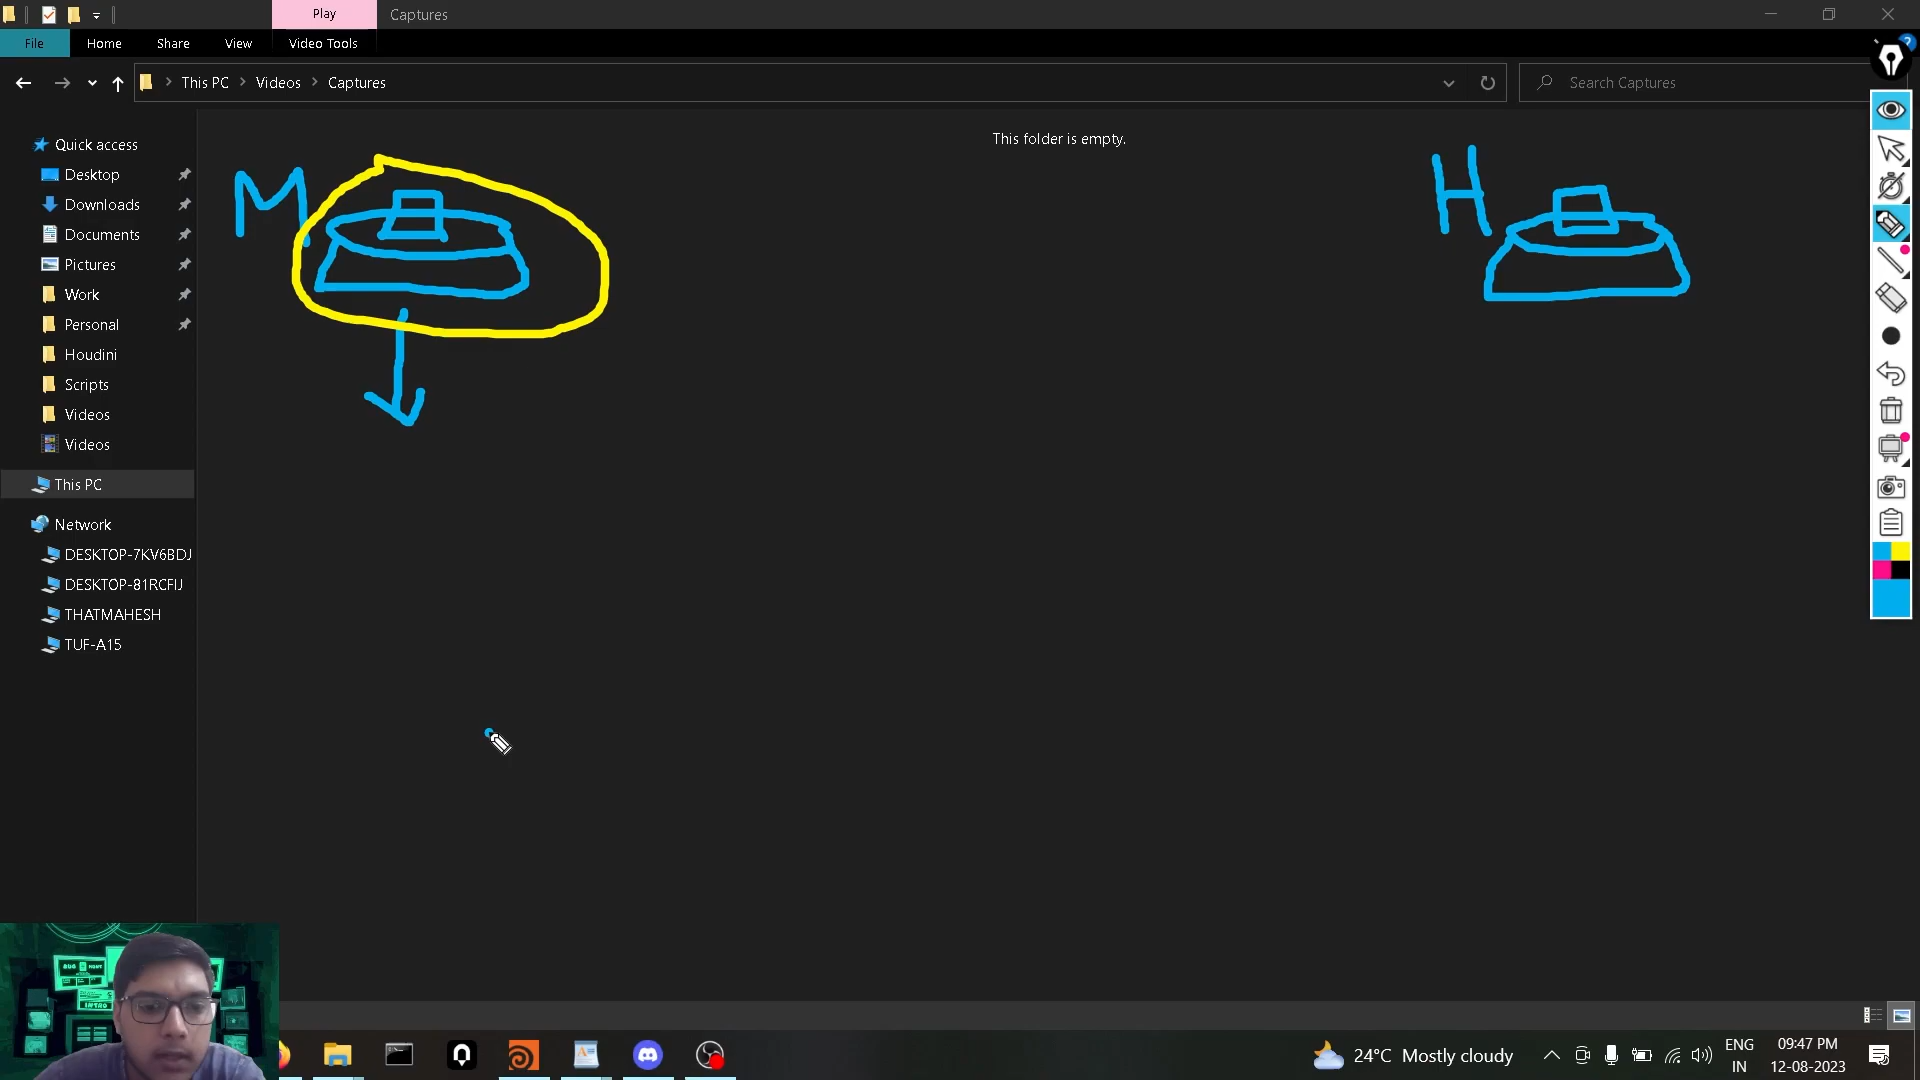 Play
Captures
File
Home
Share
View
Video Tools
This PC
Videos
Captures
Search Captures
Quick access
Desktop
Downloads
Documents
Pictures
Work
Personal
Houdini
Scripts
Videos
Videos
This PC
Network
DESKTOP-7KV6BDJ
DESKTOP-81RCFIJ
THATMAHESH
TUF-A15
This folder is empty.
M
H
INTRO
24°C Mostly cloudy
ENG
IN
09:47 PM
12-08-2023